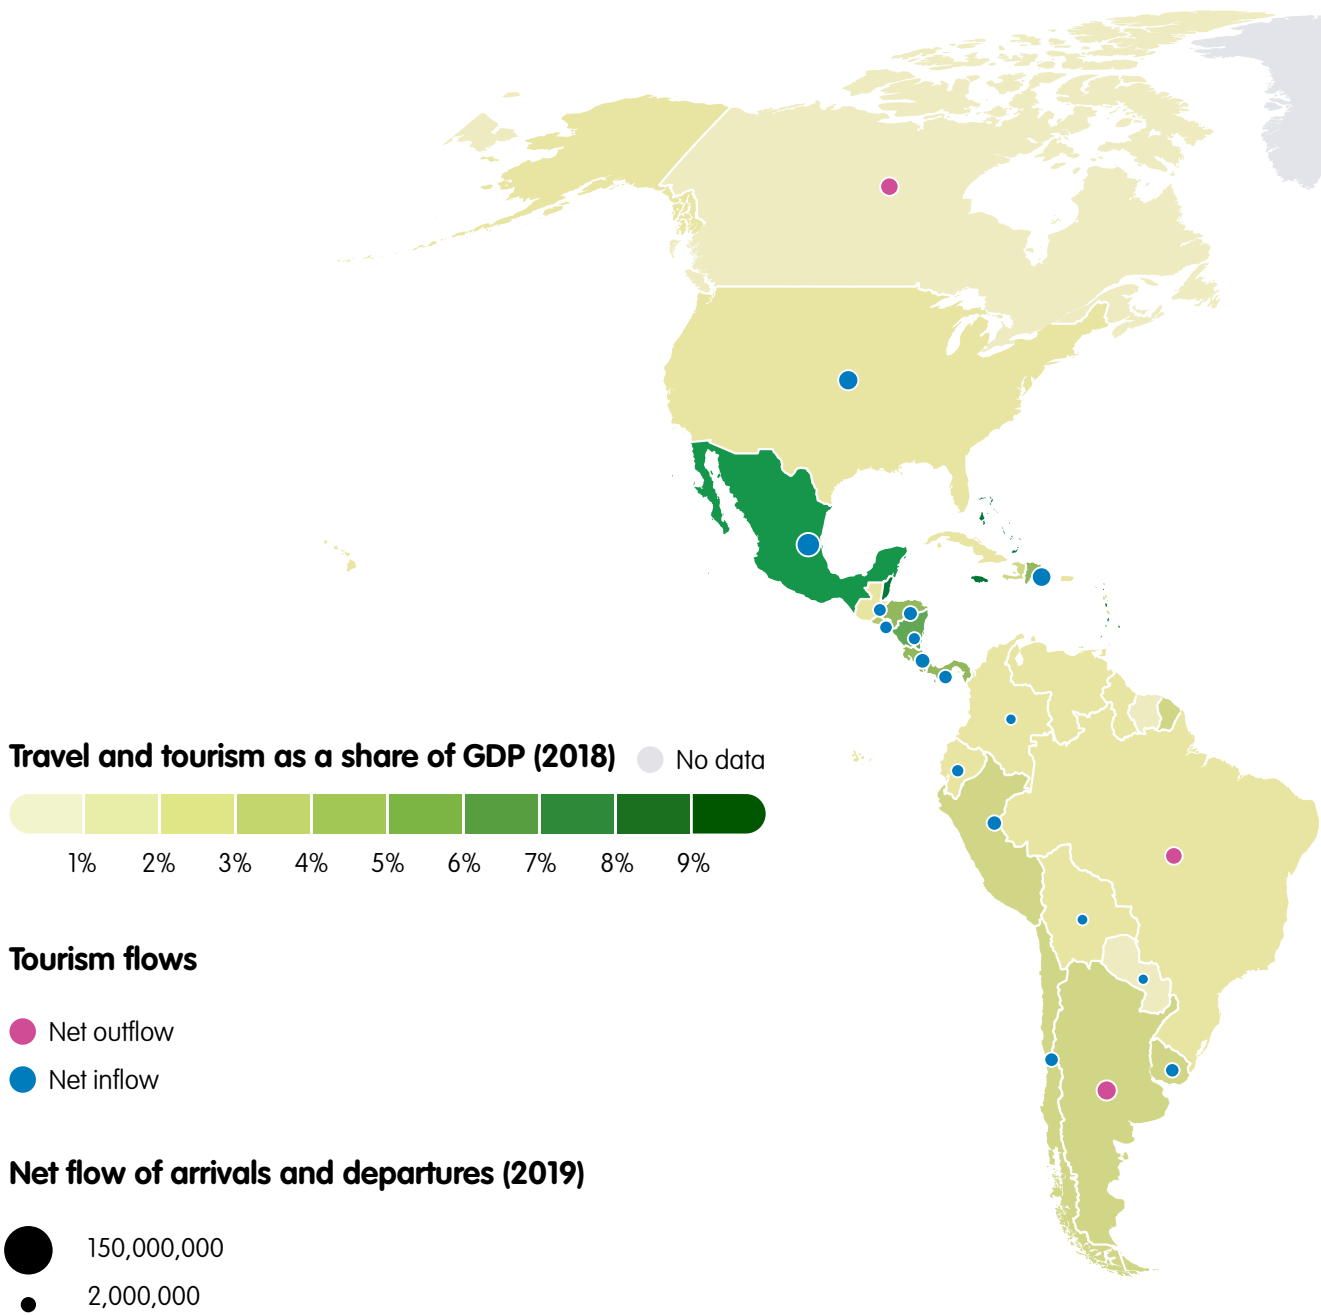 Travel and tourism as a share of GDP (2018) No data
1% 2% 3% 4% 5% 6% 7% 8% 9%
Tourism flows
Net outflow
Net inflow
Net flow of arrivals and departures (2019)
150,000,000
2,000,000